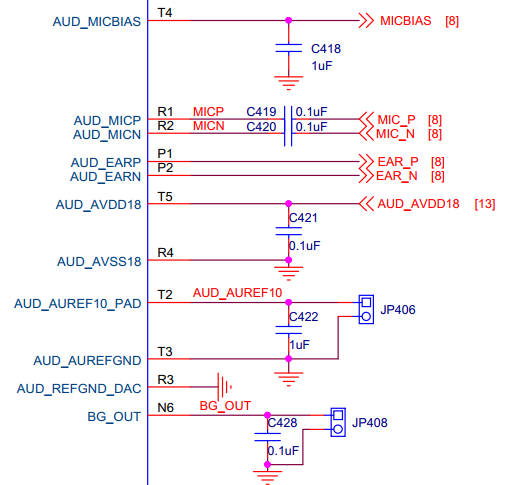 AUD_MICBIAS T4 MICBIAS [8]
C418
1uF
AUD_MICP R1 MICP C419 0.1uF MIC_P [8]
AUD_MICN R2 MICN C420 0.1uF MIC_N [8]
AUD_EARP P1 EAR_P [8]
AUD_EARN P2 EAR_N [8]
AUD_AVDD18 T5 AUD_AVDD18 [13]
C421
0.1uF
AUD_AVSS18 R4
AUD_AUREF10_PAD T2 AUD_AUREF10 JP406
C422
1uF
AUD_AUREFGND T3
AUD_REFGND_DAC R3
BG_OUT N6 BG_OUT JP408
C428
0.1uF